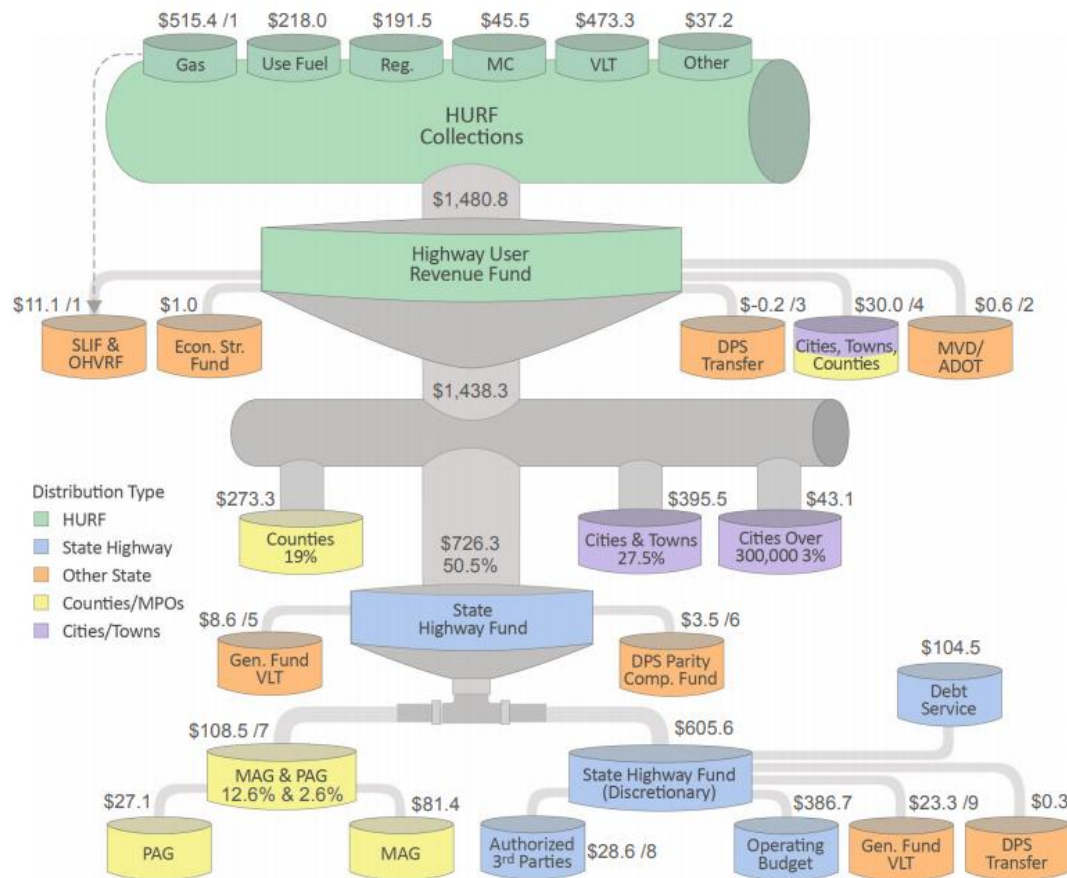 $515.4 /1
$218.0
$191.5
$45.5
$473.3
$37.2
Gas
Use Fuel
Reg.
MC
VLT
Other
HURF
Collections
$1,480.8
Highway User
Revenue Fund
$11.1 /1
$1.0
$-0.2 /3
$30.0 /4
$0.6 /2
SLIF &
OHVRF
Econ. Str.
Fund
DPS
Transfer
Cities, Towns,
Counties
MVD/
ADOT
$1,438.3
Distribution Type
HURF
State Highway
Other State
Counties/MPOs
Cities/Towns
$273.3
Counties
19%
$726.3
50.5%
$395.5
Cities & Towns
27.5%
$43.1
Cities Over
300,000 3%
State
Highway Fund
$8.6 /5
Gen. Fund
VLT
$3.5 /6
DPS Parity
Comp. Fund
$104.5
Debt
Service
$108.5 /7
MAG & PAG
12.6% & 2.6%
$605.6
State Highway Fund
(Discretionary)
$27.1
PAG
$81.4
MAG
Authorized
3rd Parties
$28.6 /8
$386.7
Operating
Budget
$23.3 /9
Gen. Fund
VLT
$0.3
DPS
Transfer